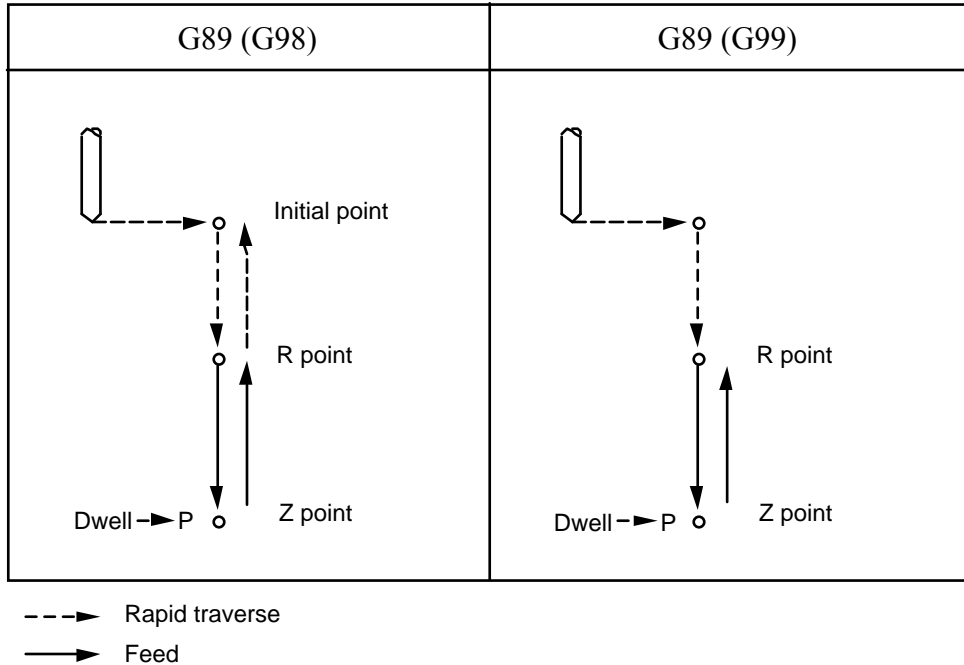 G89 (G98)
G89 (G99)
Initial point
R point
R point
Dwell P
Z point
Dwell P
Z point
Rapid traverse
Feed